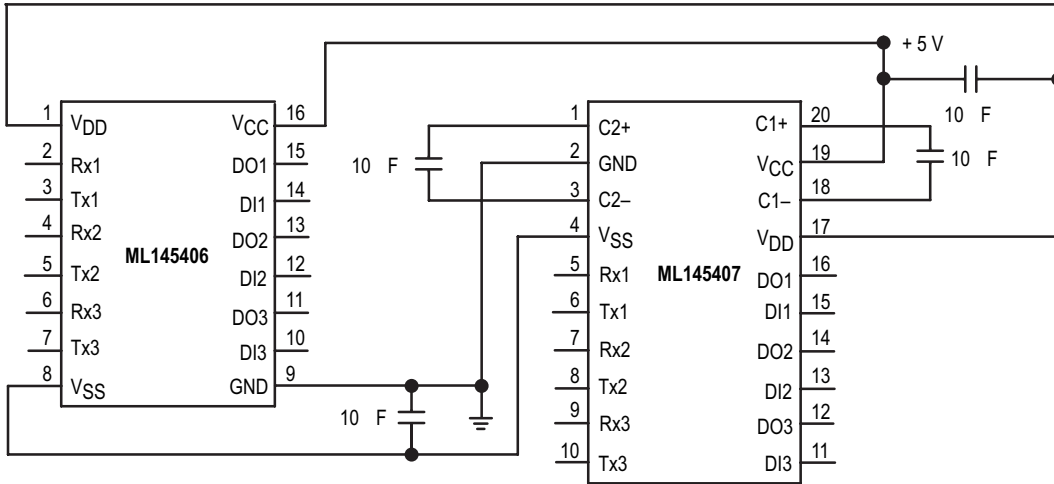 + 5 V
10 F
10 F
10 F
10 F
ML145406
1 VDD
2 Rx1
3 Tx1
4 Rx2
5 Tx2
6 Rx3
7 Tx3
8 VSS
16 VCC
15 DO1
14 DI1
13 DO2
12 DI2
11 DO3
10 DI3
9 GND
ML145407
1 C2+
2 GND
3 C2–
4 VSS
5 Rx1
6 Tx1
7 Rx2
8 Tx2
9 Rx3
10 Tx3
20 C1+
19 VCC
18 C1–
17 VDD
16 DO1
15 DI1
14 DO2
13 DI2
12 DO3
11 DI3